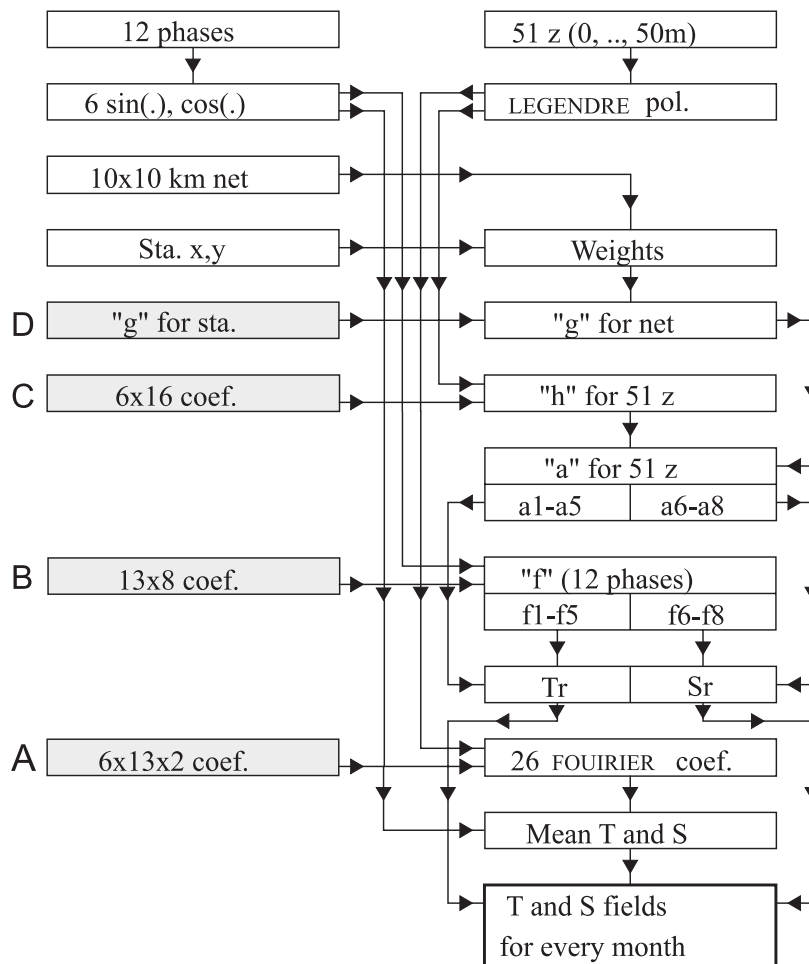 12 phases
51 z (0, .., 50m)
6 sin(.), cos(.)
LEGENDRE pol.
10x10 km net
Sta. x,y
Weights
D
"g" for sta.
"g" for net
C
6x16 coef.
"h" for 51 z
"a" for 51 z
a1-a5
a6-a8
B
13x8 coef.
"f" (12 phases)
f1-f5
f6-f8
Tr
Sr
A
6x13x2 coef.
26 FOUIRIER coef.
Mean T and S
T and S fields
for every month